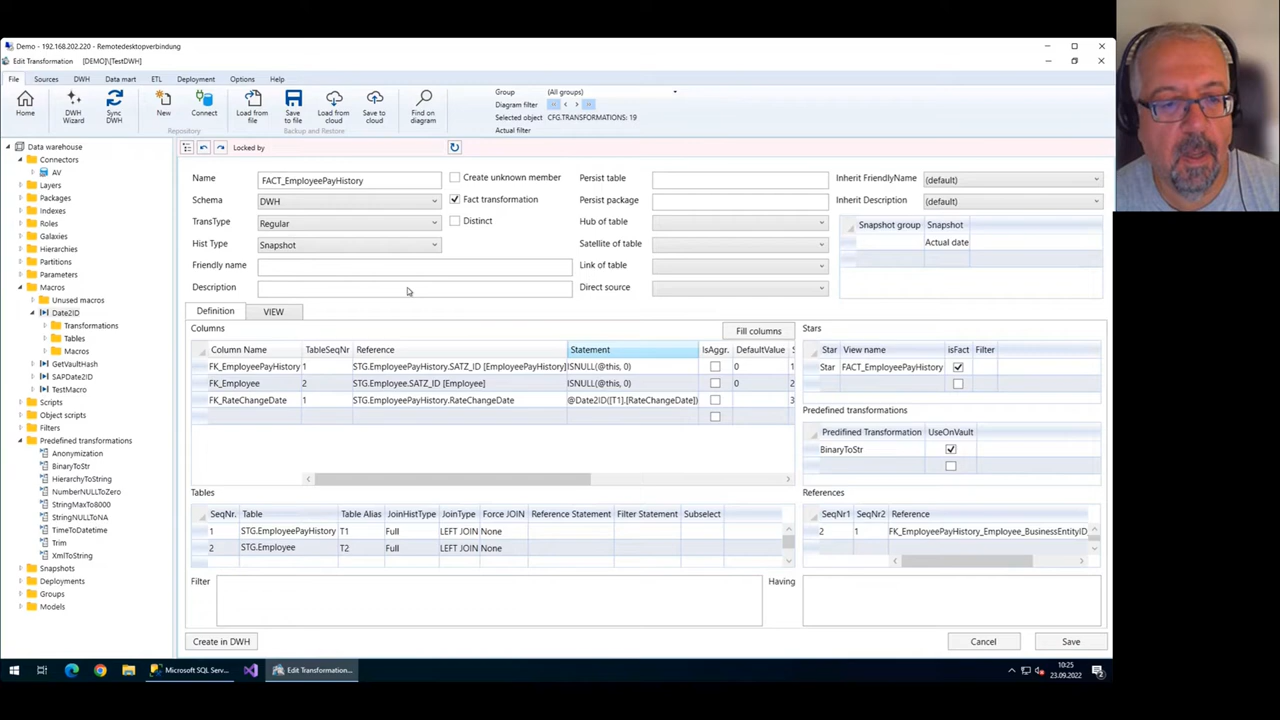 Demo - 192.168.202.220 - Remotedesktopverbindung
Edit Transformation [DEMO]\[TestDWH]
File Sources DWH Data mart ETL Deployment Options Help
Home DWH Wizard Sync DWH New Connect Load from file Save to file Load from cloud Save to cloud Find on diagram
Repository Backup and Restore
Group (All groups)
Diagram filter
Selected object CFG.TRANSFORMATIONS: 19
Actual filter
Data warehouse
Connectors
AV
Layers
Packages
Indexes
Roles
Galaxies
Hierarchies
Partitions
Parameters
Macros
Unused macros
Date2ID
Transformations
Tables
Macros
GetVaultHash
SAPDate2ID
TestMacro
Scripts
Object scripts
Filters
Predefined transformations
Anonymization
BinaryToStr
HierarchyToString
NumberNULLToZero
StringMaxTo8000
StringNULLToNA
TimeToDatetime
Trim
XmlToString
Snapshots
Deployments
Groups
Models
Locked by
Name FACT_EmployeePayHistory Create unknown member Persist table Inherit FriendlyName (default)
Schema DWH Fact transformation Persist package Inherit Description (default)
TransType Regular Distinct Hub of table Snapshot group Snapshot
Hist Type Snapshot Satellite of table Actual date
Friendly name Link of table
Description Direct source
Definition VIEW
Columns Fill columns Stars
Column Name TableSeqNr Reference Statement IsAggr. DefaultValue S
FK_EmployeePayHistory 1 STG.EmployeePayHistory.SATZ_ID [EmployeePayHistory] ISNULL(@this, 0) 0 1
FK_Employee 2 STG.Employee.SATZ_ID [Employee] ISNULL(@this, 0) 0 2
FK_RateChangeDate 1 STG.EmployeePayHistory.RateChangeDate @Date2ID([T1].[RateChangeDate]) 3
Star View name isFact Filter
Star FACT_EmployeePayHistory
Predefined transformations
Predifined Transformation UseOnVault
BinaryToStr
Tables References
SeqNr. Table Table Alias JoinHistType JoinType Force JOIN Reference Statement Filter Statement Subselect
1 STG.EmployeePayHistory T1 Full LEFT JOIN None
2 STG.Employee T2 Full LEFT JOIN None
SeqNr1 SeqNr2 Reference
2 1 FK_EmployeePayHistory_Employee_BusinessEntityID
Filter Having
Create in DWH Cancel Save
Microsoft SQL Serv... Edit Transformation... 10:25
23.09.2022